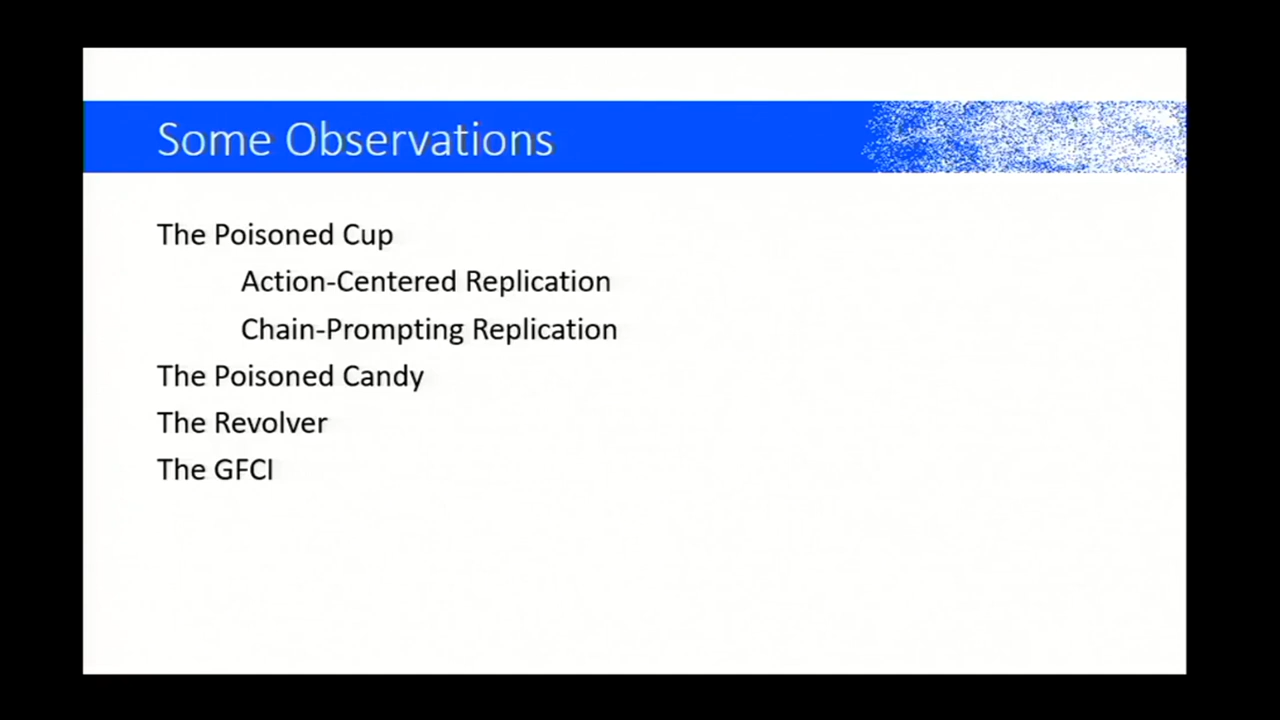 Some Observations
The Poisoned Cup
Action-Centered Replication
Chain-Prompting Replication
The Poisoned Candy
The Revolver
The GFCI